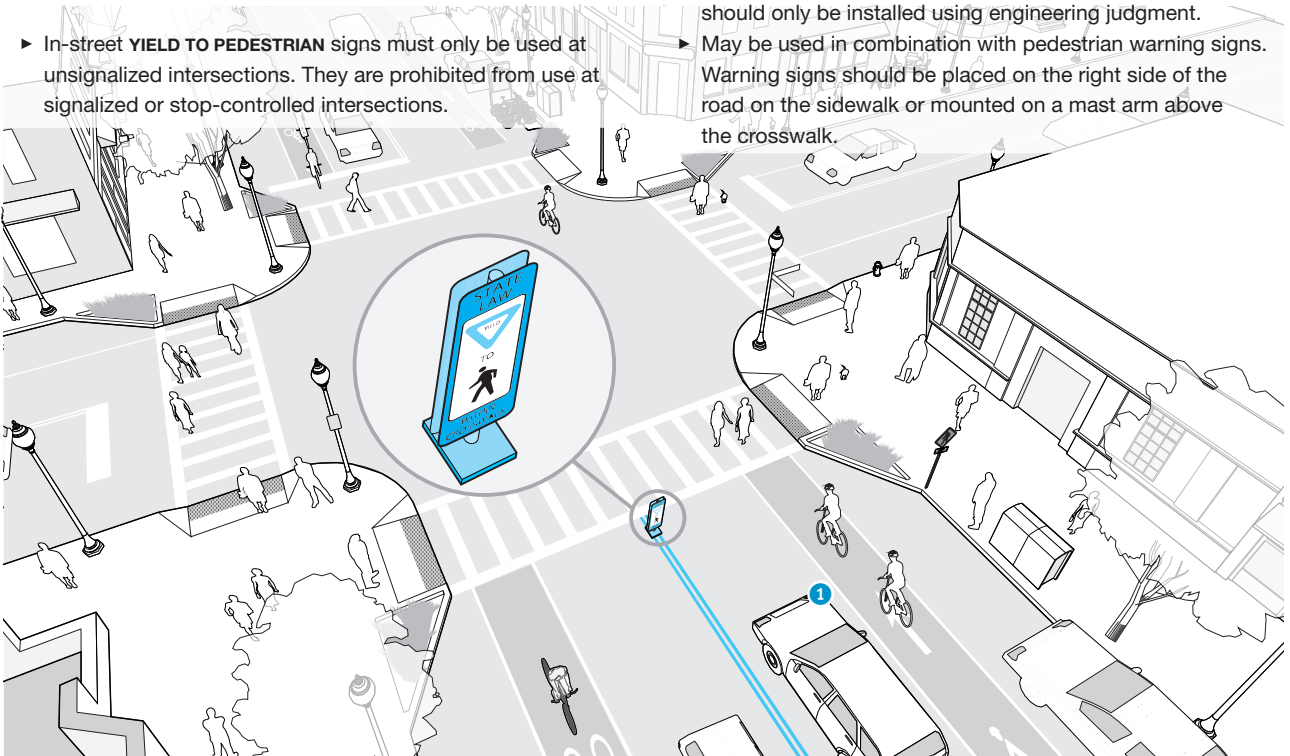 ► In-street YIELD TO PEDESTRIAN signs must only be used at
unsignalized intersections. They are prohibited from use at
signalized or stop-controlled intersections.
should only be installed using engineering judgment.
► May be used in combination with pedestrian warning signs.
Warning signs should be placed on the right side of the
road on the sidewalk or mounted on a mast arm above
the crosswalk.
STATE
LAW
YIELD
TO
WITHIN
CROSSWALK
1